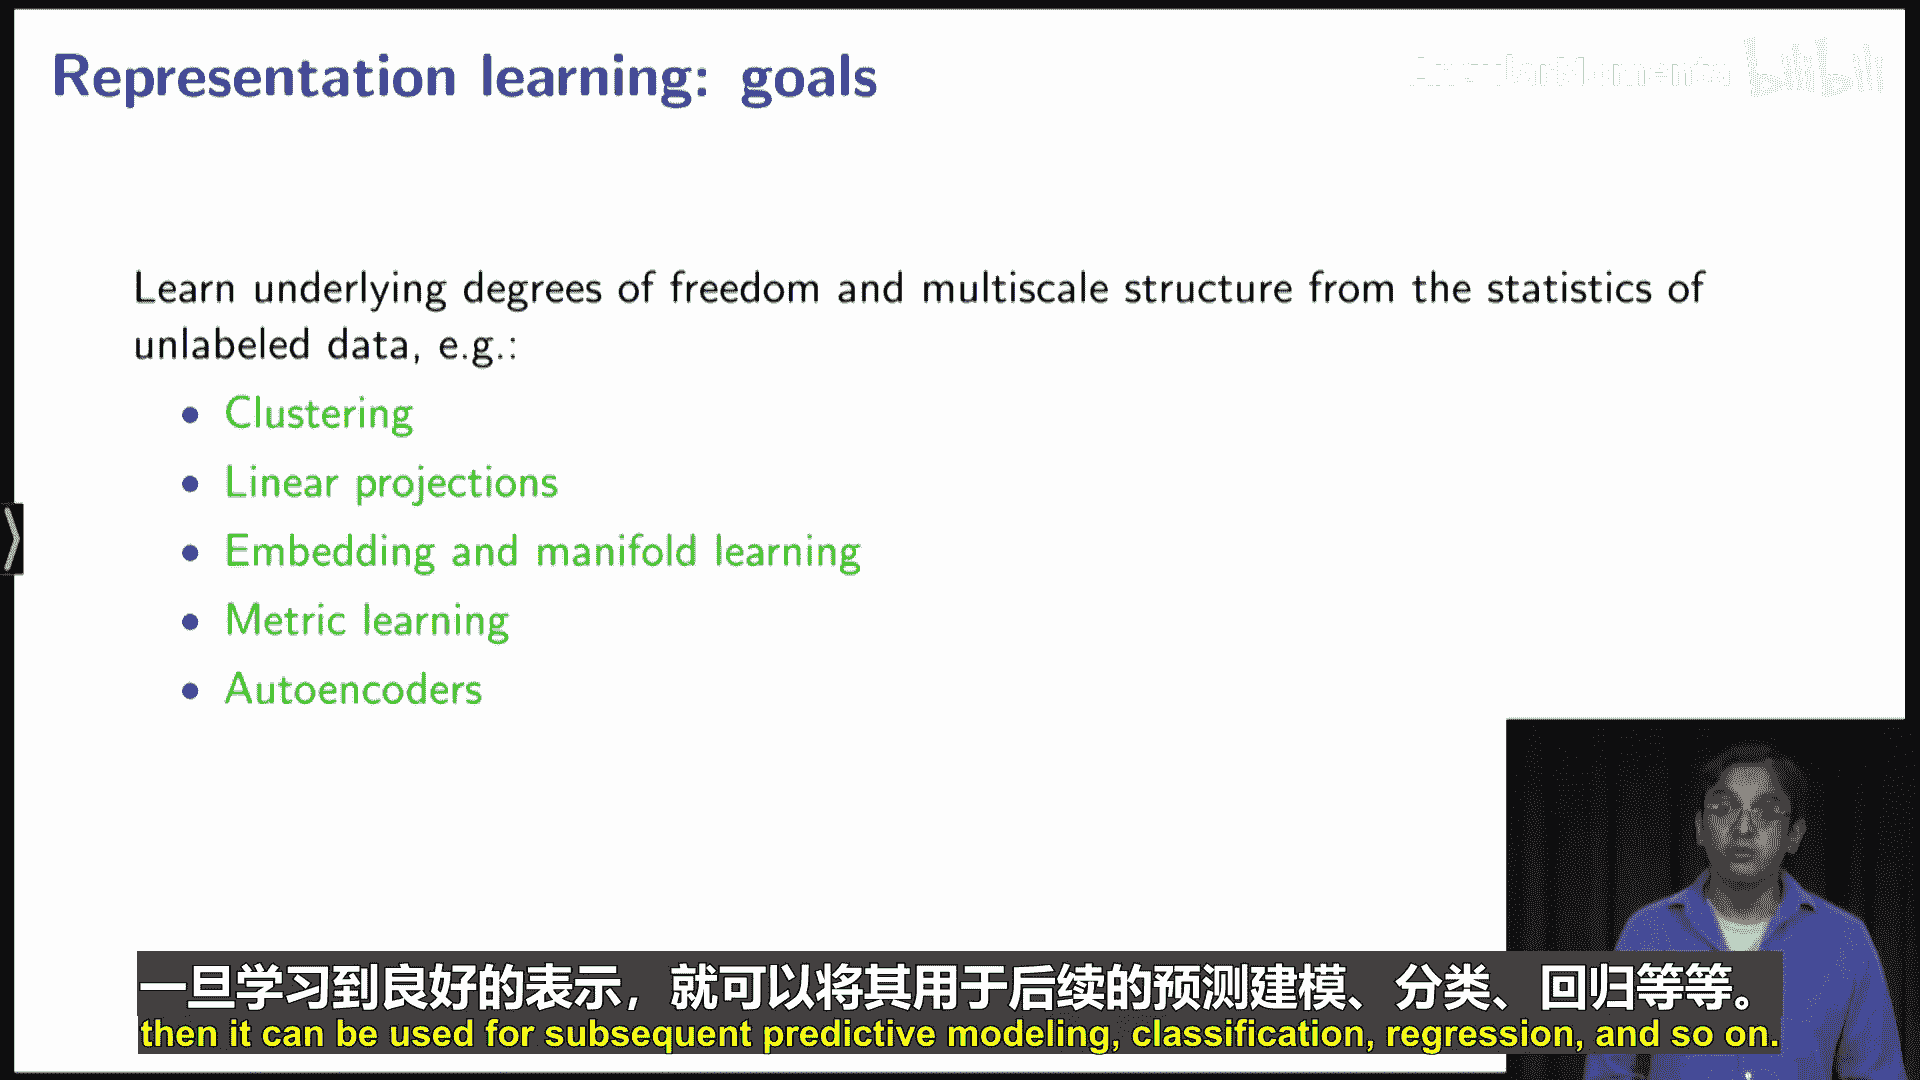 Representation learning: goals
bilibili
Learn underlying degrees of freedom and multiscale structure from the statistics of
unlabeled data, e.g.:
• Clustering
• Linear projections
• Embedding and manifold learning
• Metric learning
• Autoencoders
一旦学习到良好的表示，就可以将其用于后续的预测建模、分类、回归等等。
then it can be used for subsequent predictive modeling, classification, regression, and so on.